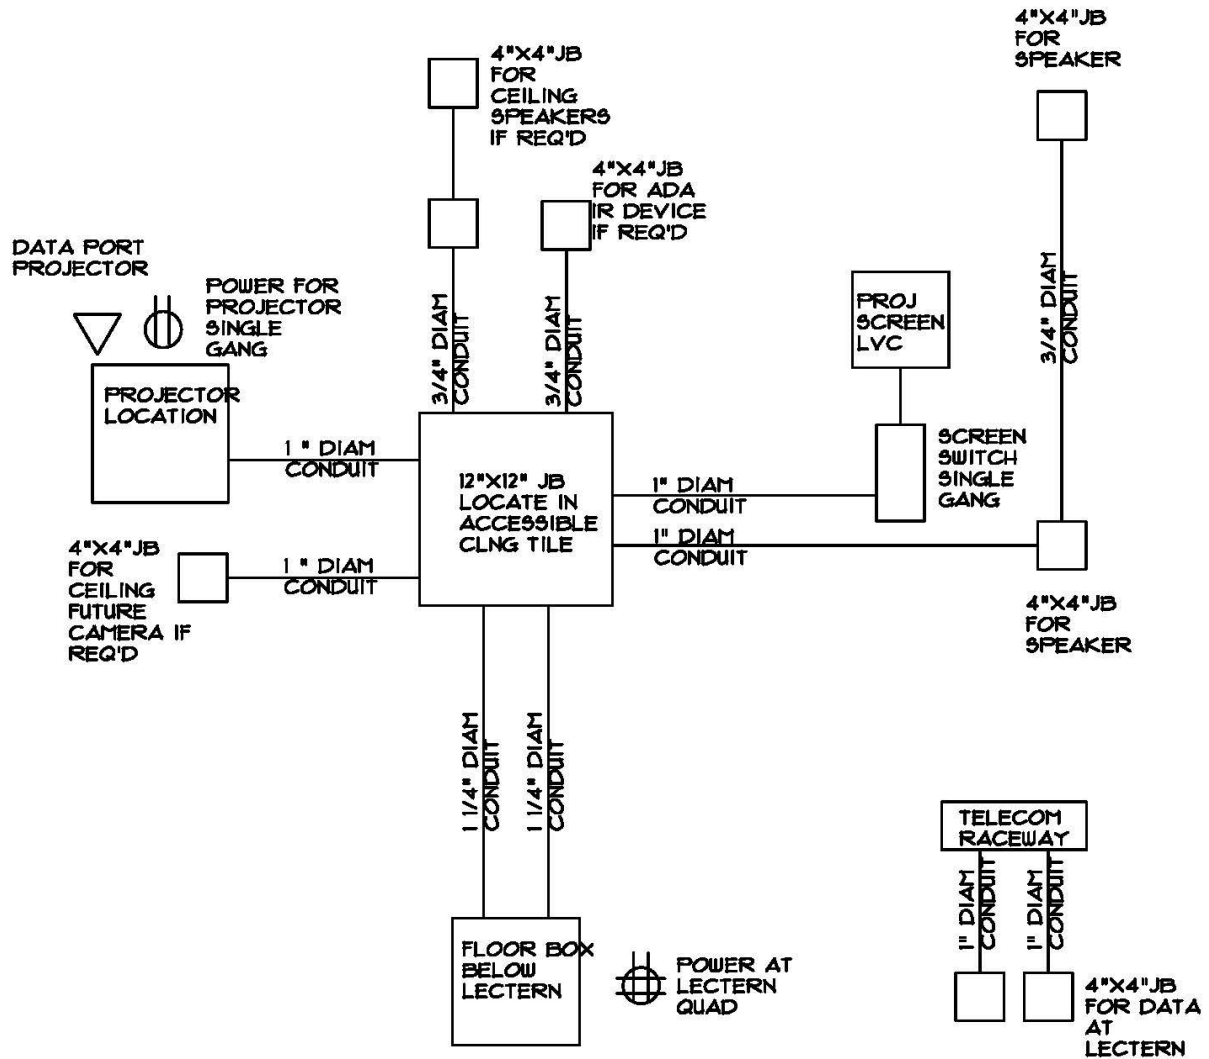 4"X4"JB
FOR
SPEAKER
4"X4"JB
FOR
CEILING
SPEAKERS
IF REQ'D
4"X4"JB
FOR ADA
IR DEVICE
IF REQ'D
DATA PORT
PROJECTOR
POWER FOR
PROJECTOR
SINGLE
GANG
3/4" DIAM
CONDUIT
3/4" DIAM
CONDUIT
PROJ
SCREEN
LVC
3/4" DIAM
CONDUIT
PROJECTOR
LOCATION
1 " DIAM
CONDUIT
12"X12" JB
LOCATE IN
ACCESSIBLE
CLNG TILE
1" DIAM
CONDUIT
SCREEN
SWITCH
SINGLE
GANG
1" DIAM
CONDUIT
4"X4"JB
FOR
CEILING
FUTURE
CAMERA IF
REQ'D
1 " DIAM
CONDUIT
4"X4"JB
FOR
SPEAKER
1 1/4" DIAM
CONDUIT
1 1/4" DIAM
CONDUIT
TELECOM
RACEWAY
1" DIAM
CONDUIT
1" DIAM
CONDUIT
FLOOR BOX
BELOW
LECTERN
POWER AT
LECTERN
QUAD
4"X4"JB
FOR DATA
AT
LECTERN